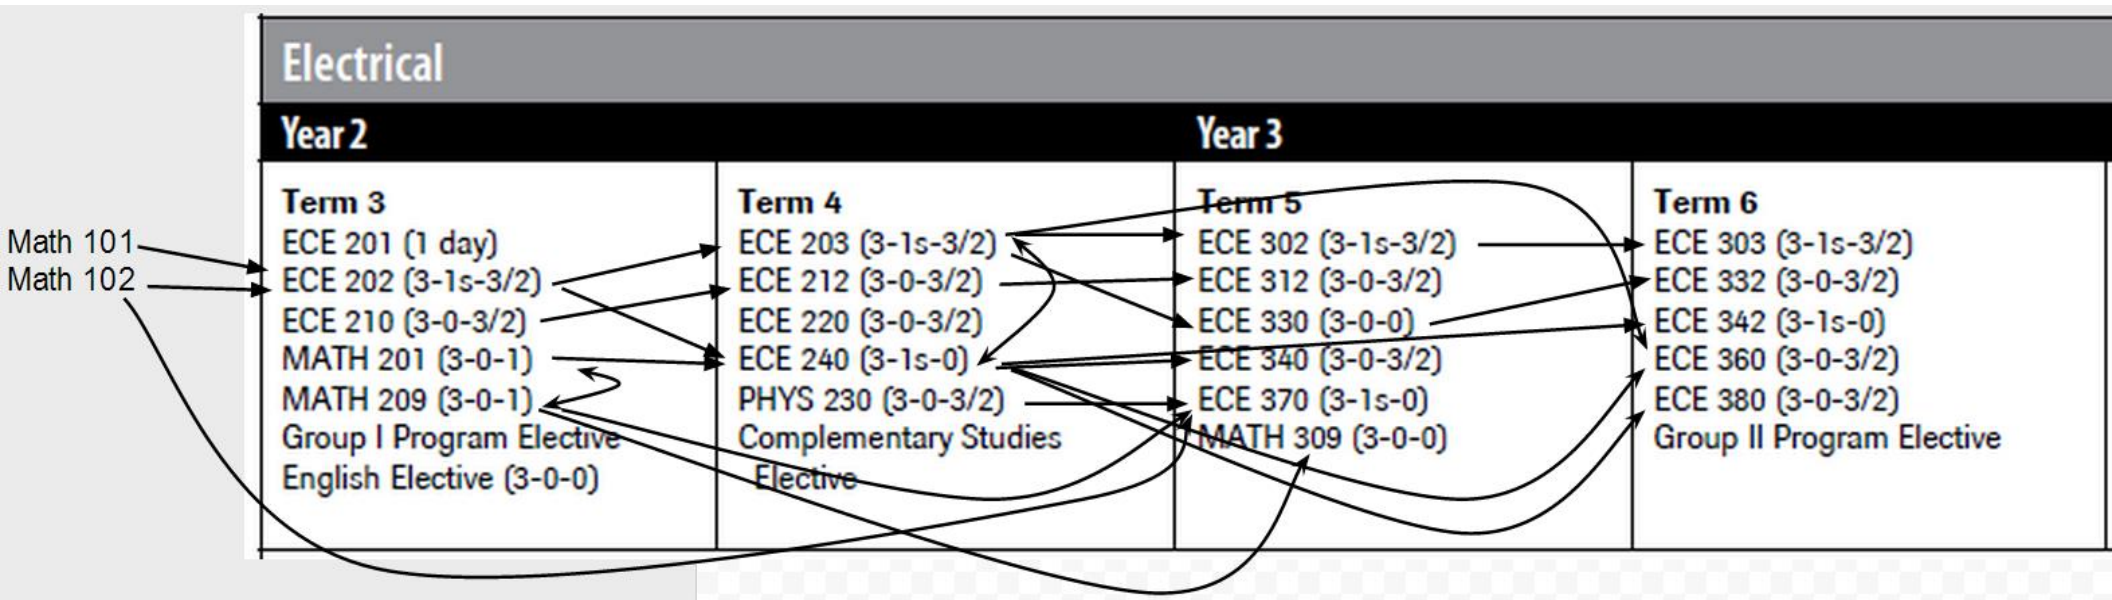 Electrical
Year 2
Year 3
Math 101
Math 102
Term 3
ECE 201 (1 day)
ECE 202 (3-1s-3/2)
ECE 210 (3-0-3/2)
MATH 201 (3-0-1)
MATH 209 (3-0-1)
Group I Program Elective
English Elective (3-0-0)
Term 4
ECE 203 (3-1s-3/2)
ECE 212 (3-0-3/2)
ECE 220 (3-0-3/2)
ECE 240 (3-1s-0)
PHYS 230 (3-0-3/2)
Complementary Studies
Elective
Term 5
ECE 302 (3-1s-3/2)
ECE 312 (3-0-3/2)
ECE 330 (3-0-0)
ECE 340 (3-0-3/2)
ECE 370 (3-1s-0)
MATH 309 (3-0-0)
Term 6
ECE 303 (3-1s-3/2)
ECE 332 (3-0-3/2)
ECE 342 (3-1s-0)
ECE 360 (3-0-3/2)
ECE 380 (3-0-3/2)
Group II Program Elective